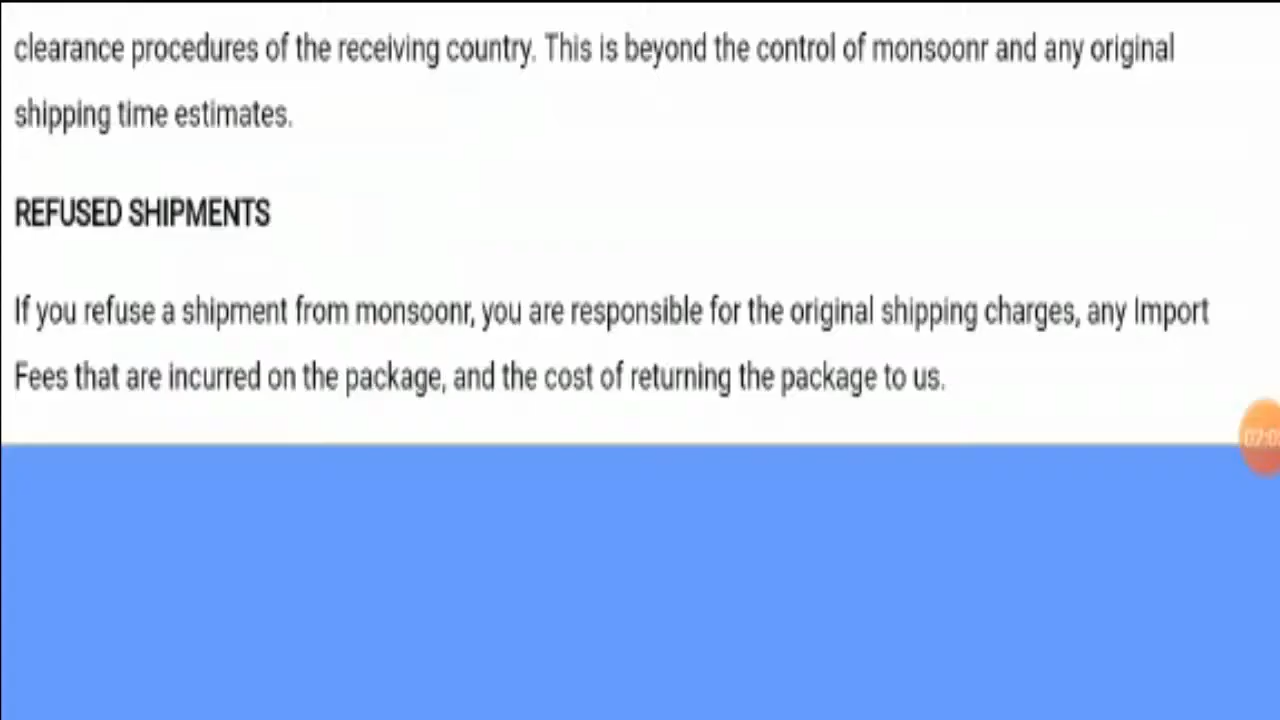 clearance procedures of the receiving country. This is beyond the control of monsoonr and any original
shipping time estimates.
REFUSED SHIPMENTS
If you refuse a shipment from monsoonr, you are responsible for the original shipping charges, any Import
Fees that are incurred on the package, and the cost of returning the package to us.